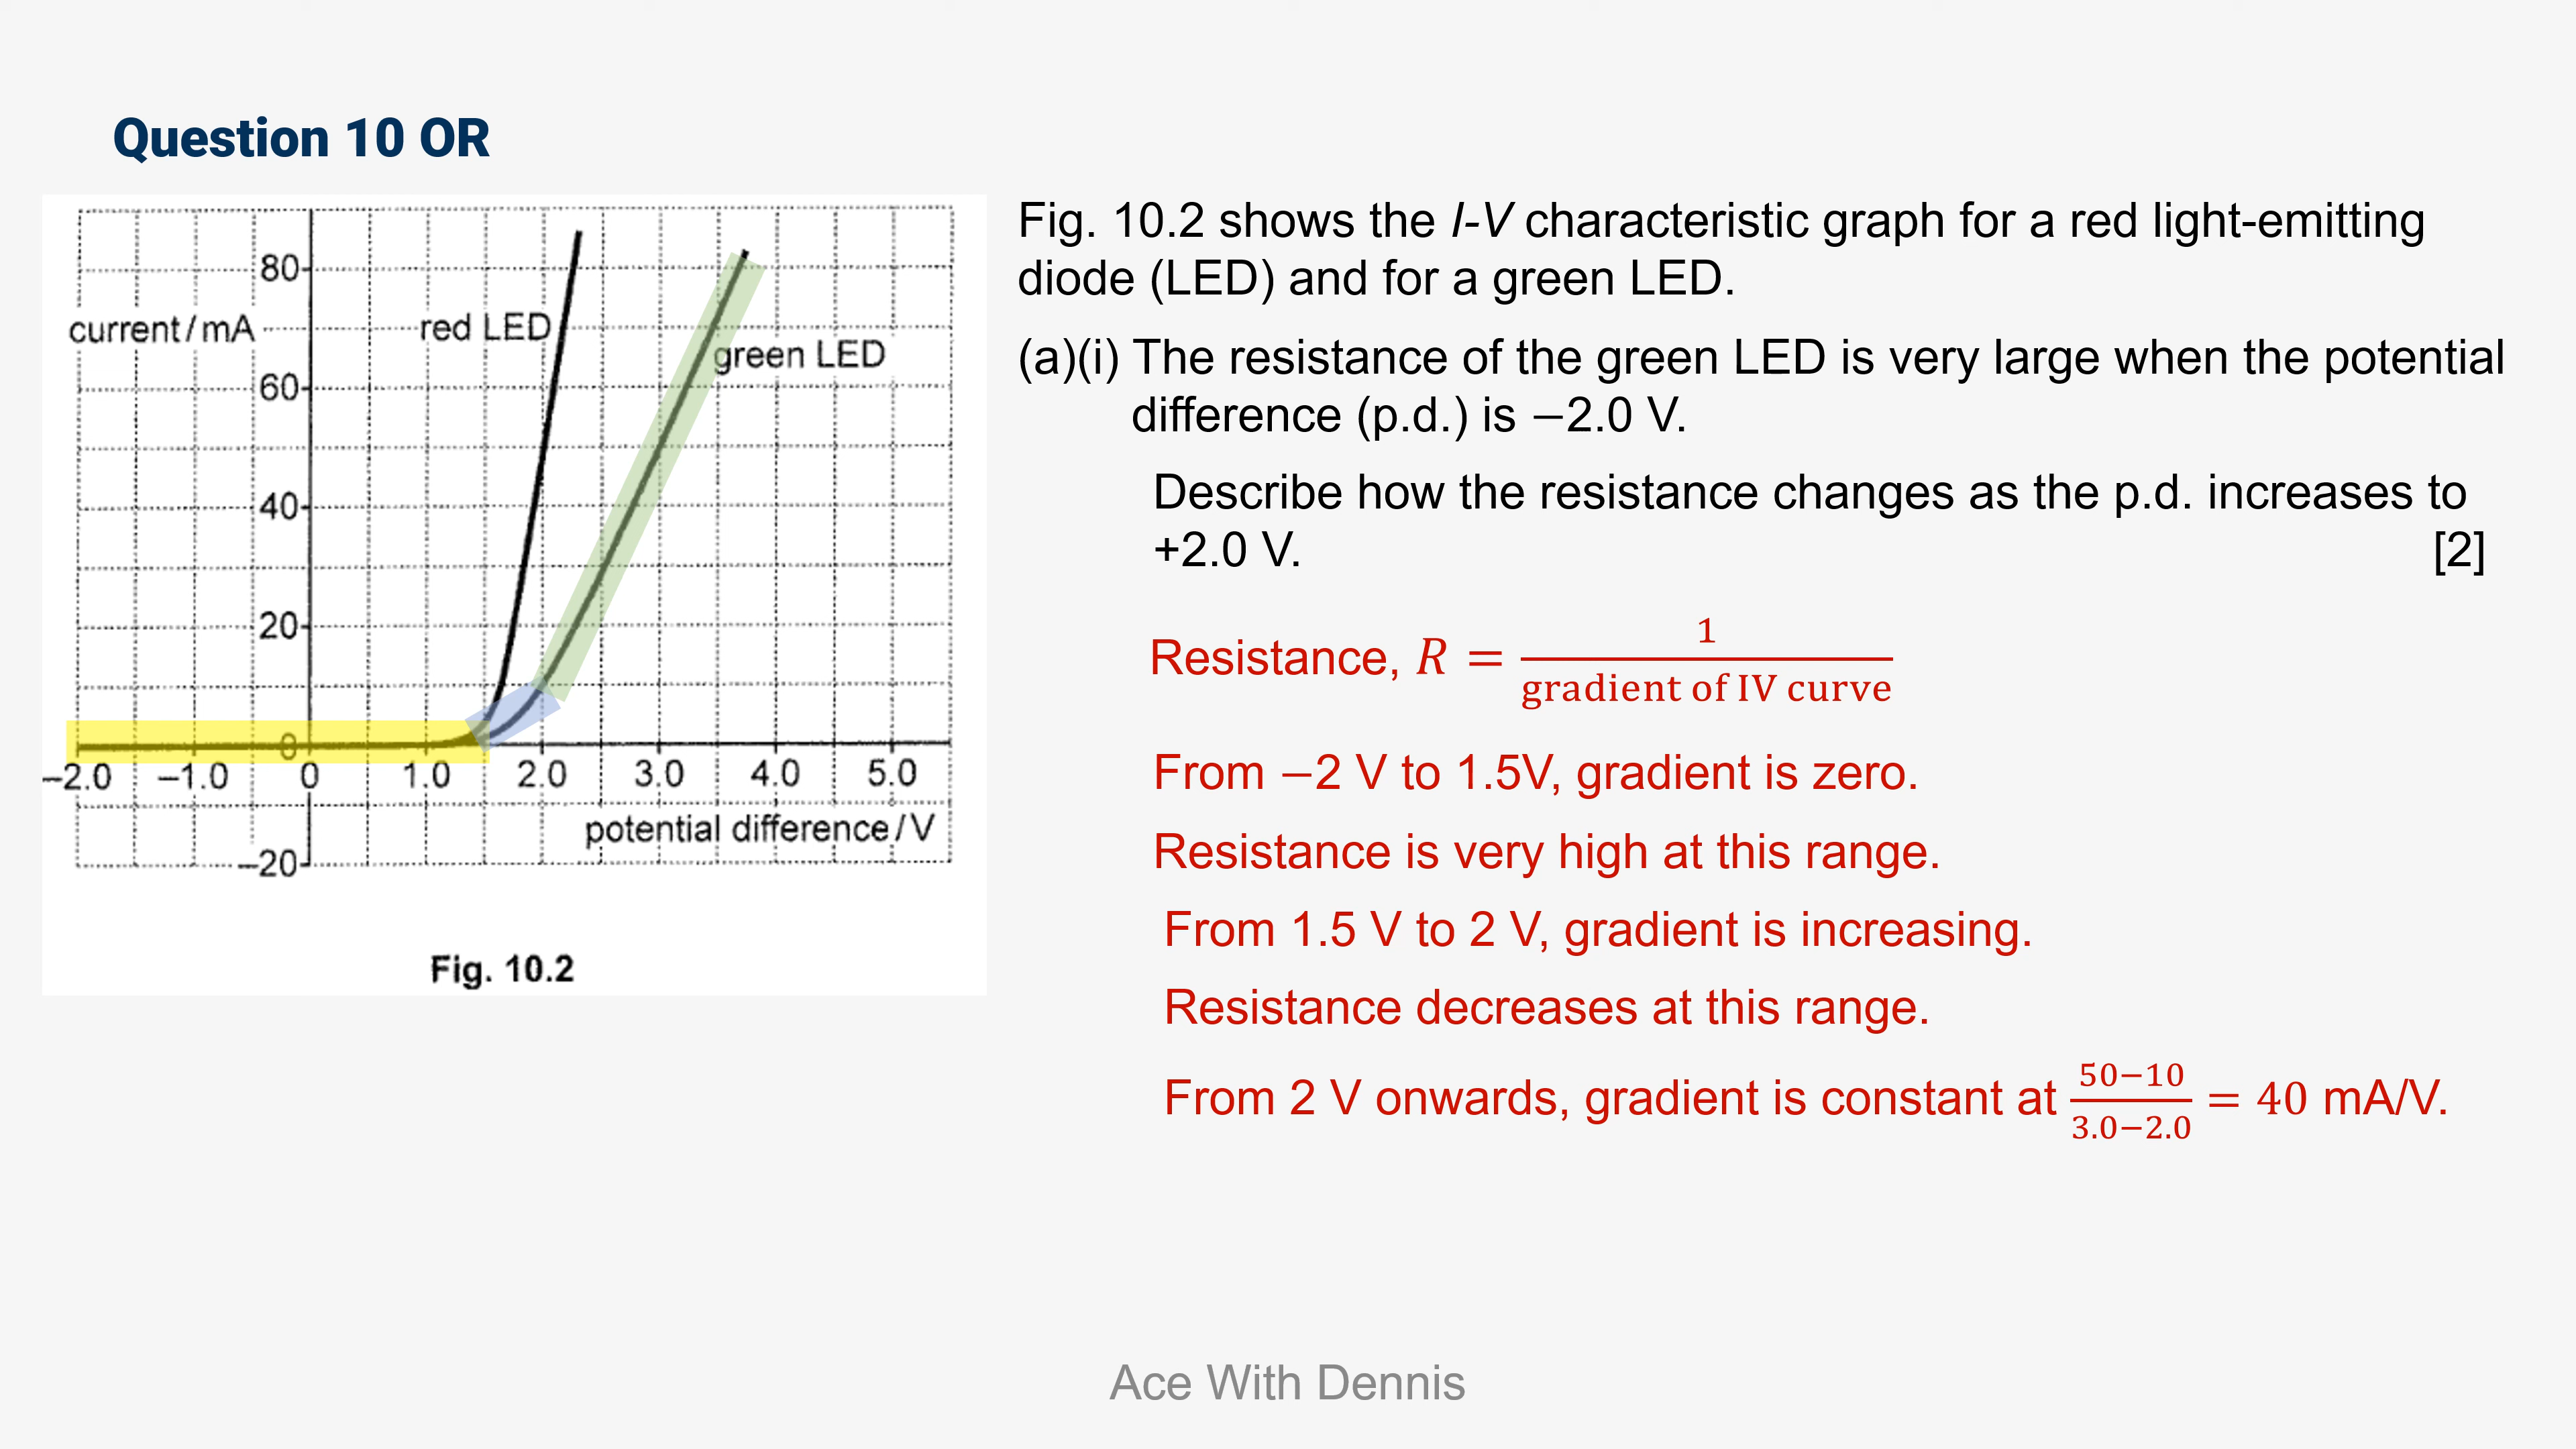 Question 10 OR
80
current/mA
red LED
green LED
60
40
20
0
–2.0 –1.0 0 1.0 2.0 3.0 4.0 5.0
potential difference/V
–20
Fig. 10.2
Fig. 10.2 shows the I-V characteristic graph for a red light-emitting
diode (LED) and for a green LED.
(a)(i) The resistance of the green LED is very large when the potential
difference (p.d.) is −2.0 V.
Describe how the resistance changes as the p.d. increases to
+2.0 V. [2]
Resistance, R = 1 / gradient of IV curve
From −2 V to 1.5V, gradient is zero.
Resistance is very high at this range.
From 1.5 V to 2 V, gradient is increasing.
Resistance decreases at this range.
From 2 V onwards, gradient is constant at 50−10 / 3.0−2.0 = 40 mA/V.
Ace With Dennis